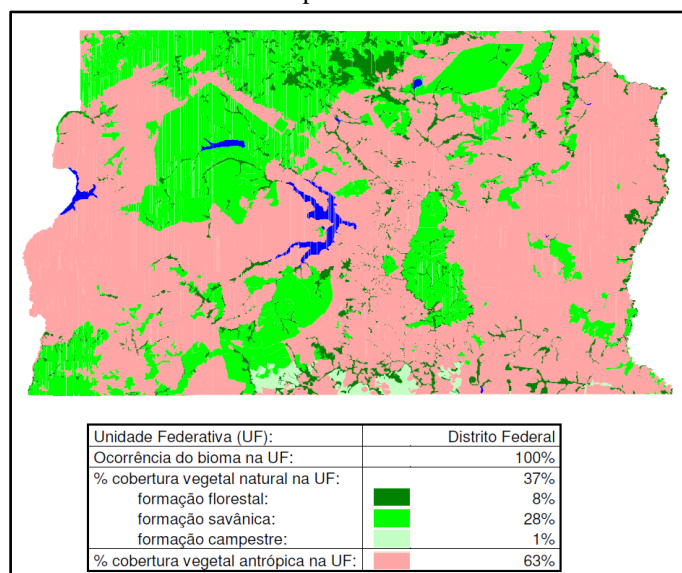 Unidade Federativa (UF): Distrito Federal
Ocorrência do bioma na UF: 100%
% cobertura vegetal natural na UF: 37%
formação florestal: 8%
formação savânica: 28%
formação campestre: 1%
% cobertura vegetal antrópica na UF: 63%